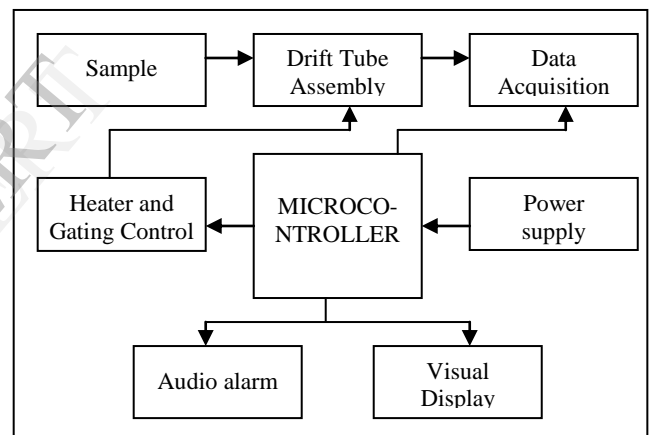 Sample
Drift Tube
Assembly
Data
Acquisition
Heater and
Gating Control
MICROCO-
NTROLLER
Power
supply
Audio alarm
Visual
Display